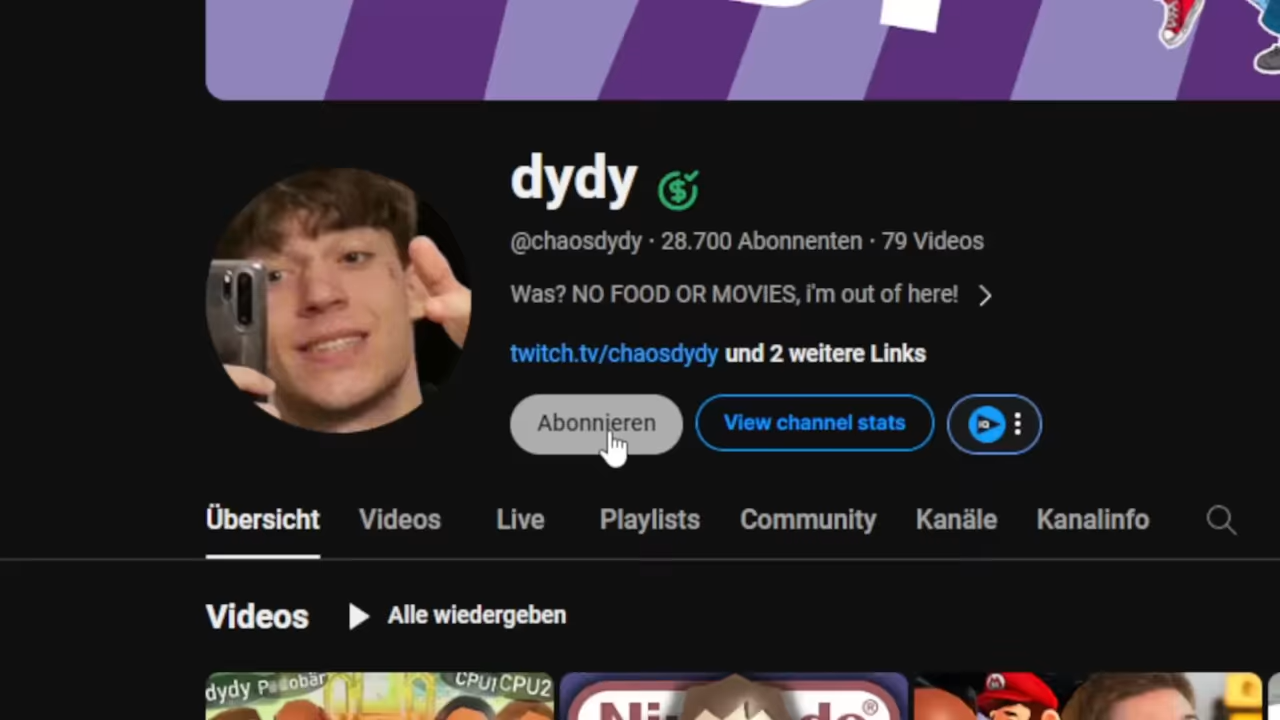 dydy
@chaosdydy · 28.700 Abonnenten · 79 Videos
Was? NO FOOD OR MOVIES, i'm out of here!
twitch.tv/chaosdydy und 2 weitere Links
Abonnieren View channel stats
Übersicht Videos Live Playlists Community Kanäle Kanalinfo
Videos Alle wiedergeben
dydy CPU1 CPU2